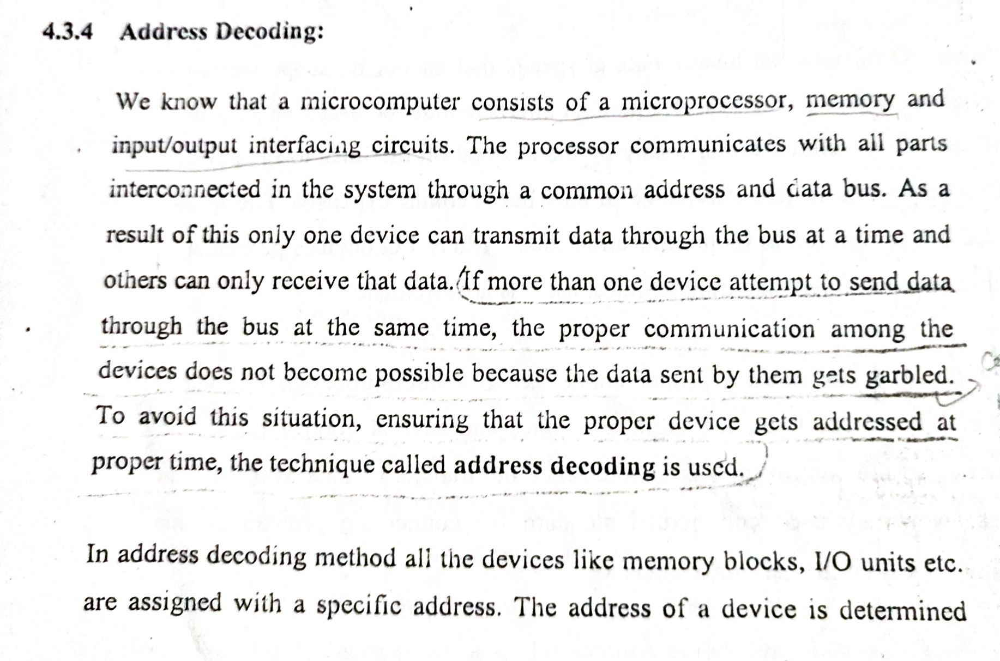 4.3.4 Address Decoding:
We know that a microcomputer consists of a microprocessor, memory and
input/output interfacing circuits. The processor communicates with all parts
interconnected in the system through a common address and data bus. As a
result of this only one device can transmit data through the bus at a time and
others can only receive that data. (If more than one device attempt to send data
through the bus at the same time, the proper communication among the
devices does not become possible because the data sent by them gets garbled.
To avoid this situation, ensuring that the proper device gets addressed at
proper time, the technique called address decoding is used.)
In address decoding method all the devices like memory blocks, I/O units etc.
are assigned with a specific address. The address of a device is determined